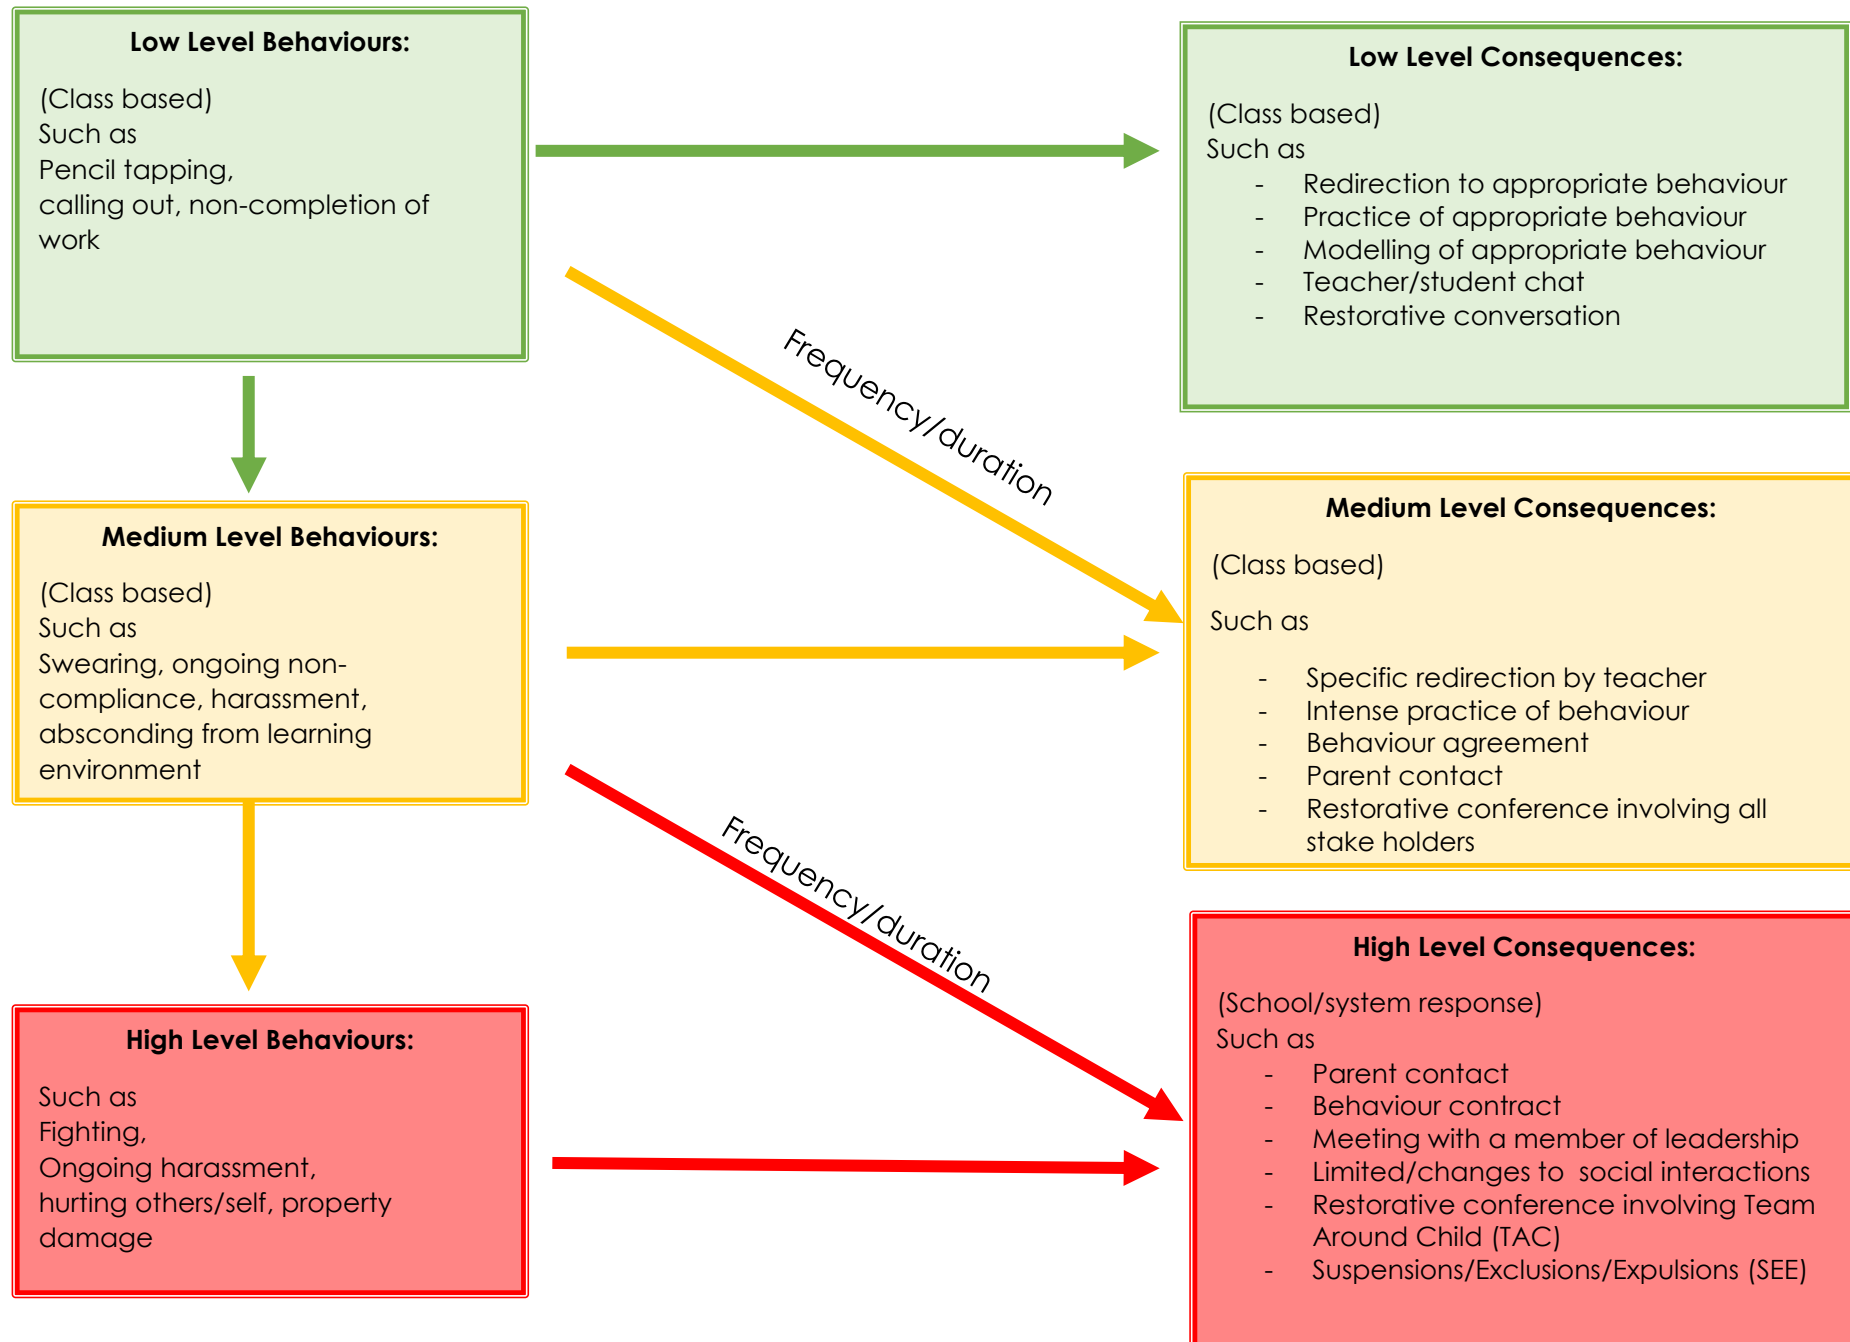 Low Level Behaviours:
(Class based)
Such as
Pencil tapping,
calling out, non-completion of
work
Low Level Consequences:
(Class based)
Such as
- Redirection to appropriate behaviour
- Practice of appropriate behaviour
- Modelling of appropriate behaviour
- Teacher/student chat
- Restorative conversation
Frequency/duration
Medium Level Behaviours:
(Class based)
Such as
Swearing, ongoing non-
compliance, harassment,
absconding from learning
environment
Medium Level Consequences:
(Class based)
Such as
- Specific redirection by teacher
- Intense practice of behaviour
- Behaviour agreement
- Parent contact
- Restorative conference involving all
stake holders
Frequency/duration
High Level Behaviours:
Such as
Fighting,
Ongoing harassment,
hurting others/self, property
damage
High Level Consequences:
(School/system response)
Such as
- Parent contact
- Behaviour contract
- Meeting with a member of leadership
- Limited/changes to  social interactions
- Restorative conference involving Team
Around Child (TAC)
- Suspensions/Exclusions/Expulsions (SEE)